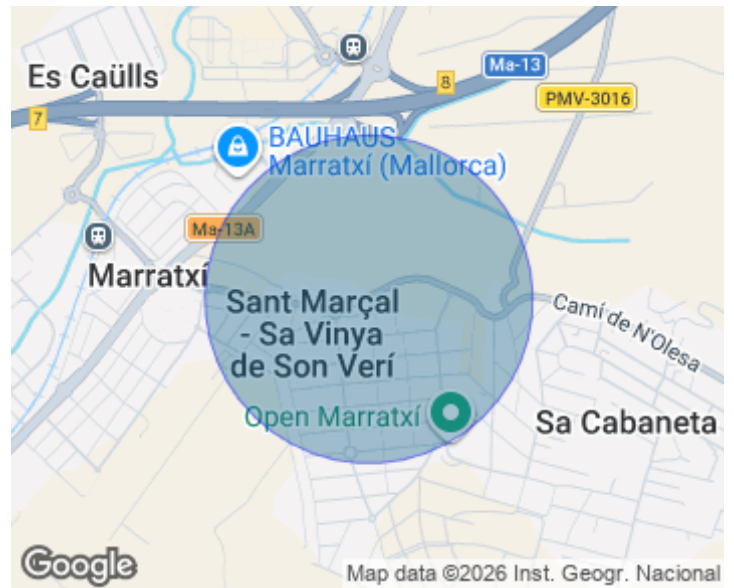 Es Caülls
Ma-13
8
PMV-3016
7
BAUHAUS
Marratxí (Mallorca)
Ma-13A
Marratxí
Sant Marçal
- Sa Vinya
de Son Verí
Camí de N'Olesa
Open Marratxí
Sa Cabaneta
Google
Map data ©2026 Inst. Geogr. Nacional